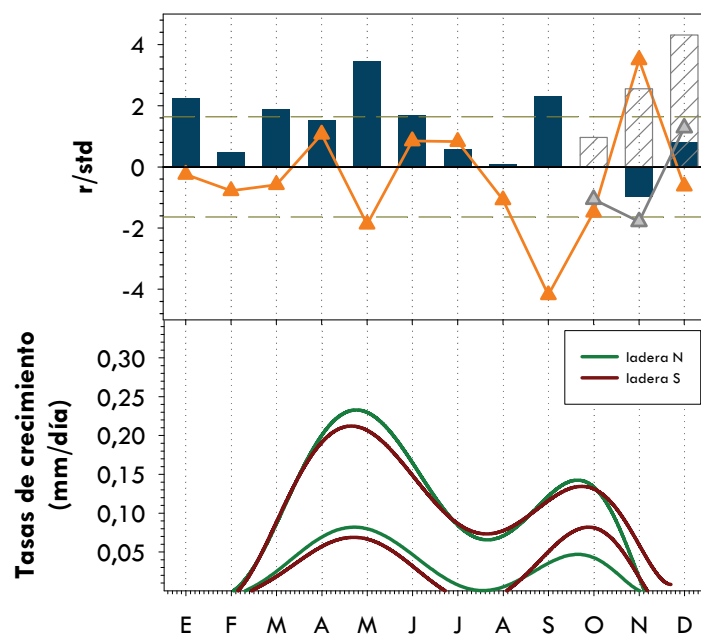 4
2
0
-2
-4
r/std
0,30
0,25
0,20
0,15
0,10
0,05
Tasas de crecimiento
(mm/día)
ladera N
ladera S
E F M A M J J A S O N D